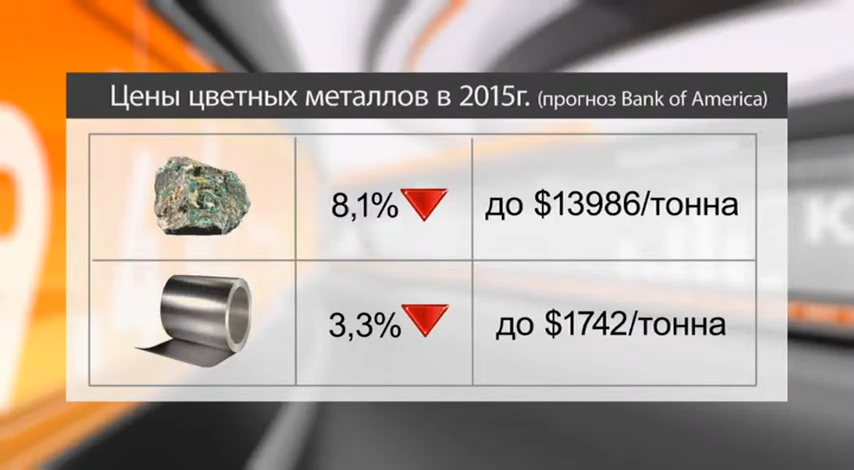 Цены цветных металлов в 2015г. (прогноз Bank of America)
8,1% до $13986/тонна
3,3% до $1742/тонна